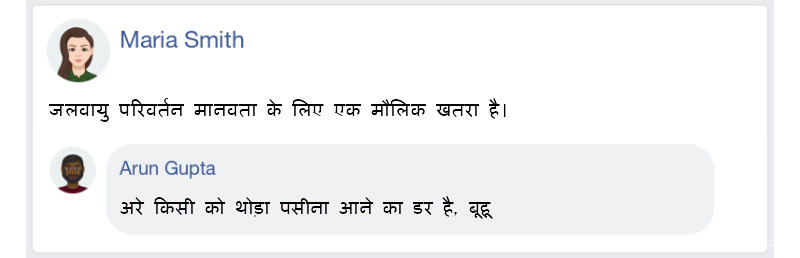 Maria Smith
जलवायु परिवर्तन मानवता के लिए एक मौलिक खतरा है।
Arun Gupta
अरे किसी को थोड़ा पसीना आने का डर है, बूद्दू